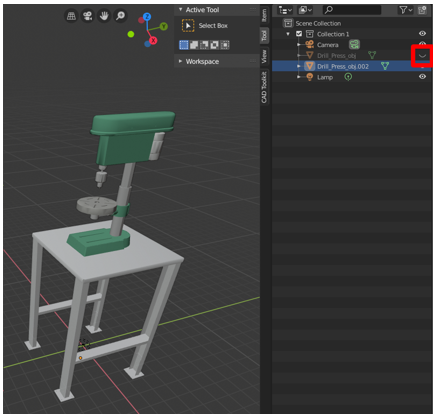 Active Tool
Select Box
Workspace
Item
Tool
View
CAD Toolkit
Scene Collection
Collection 1
Camera
Drill_Press_obj
Drill_Press_obj.002
Lamp
Z
Y
X